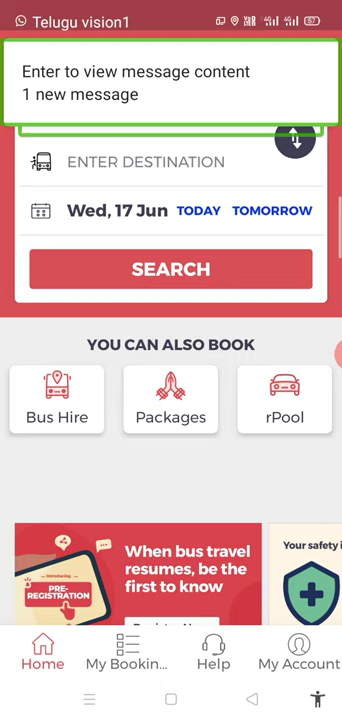 Telugu vision1
57
Enter to view message content
1 new message
ENTER DESTINATION
Wed, 17 Jun TODAY TOMORROW
SEARCH
YOU CAN ALSO BOOK
Bus Hire Packages rPool
When bus travel
resumes, be the
first to know
Introducing
PRE-
REGISTRATION
Your safety i
Home My Bookin... Help My Account